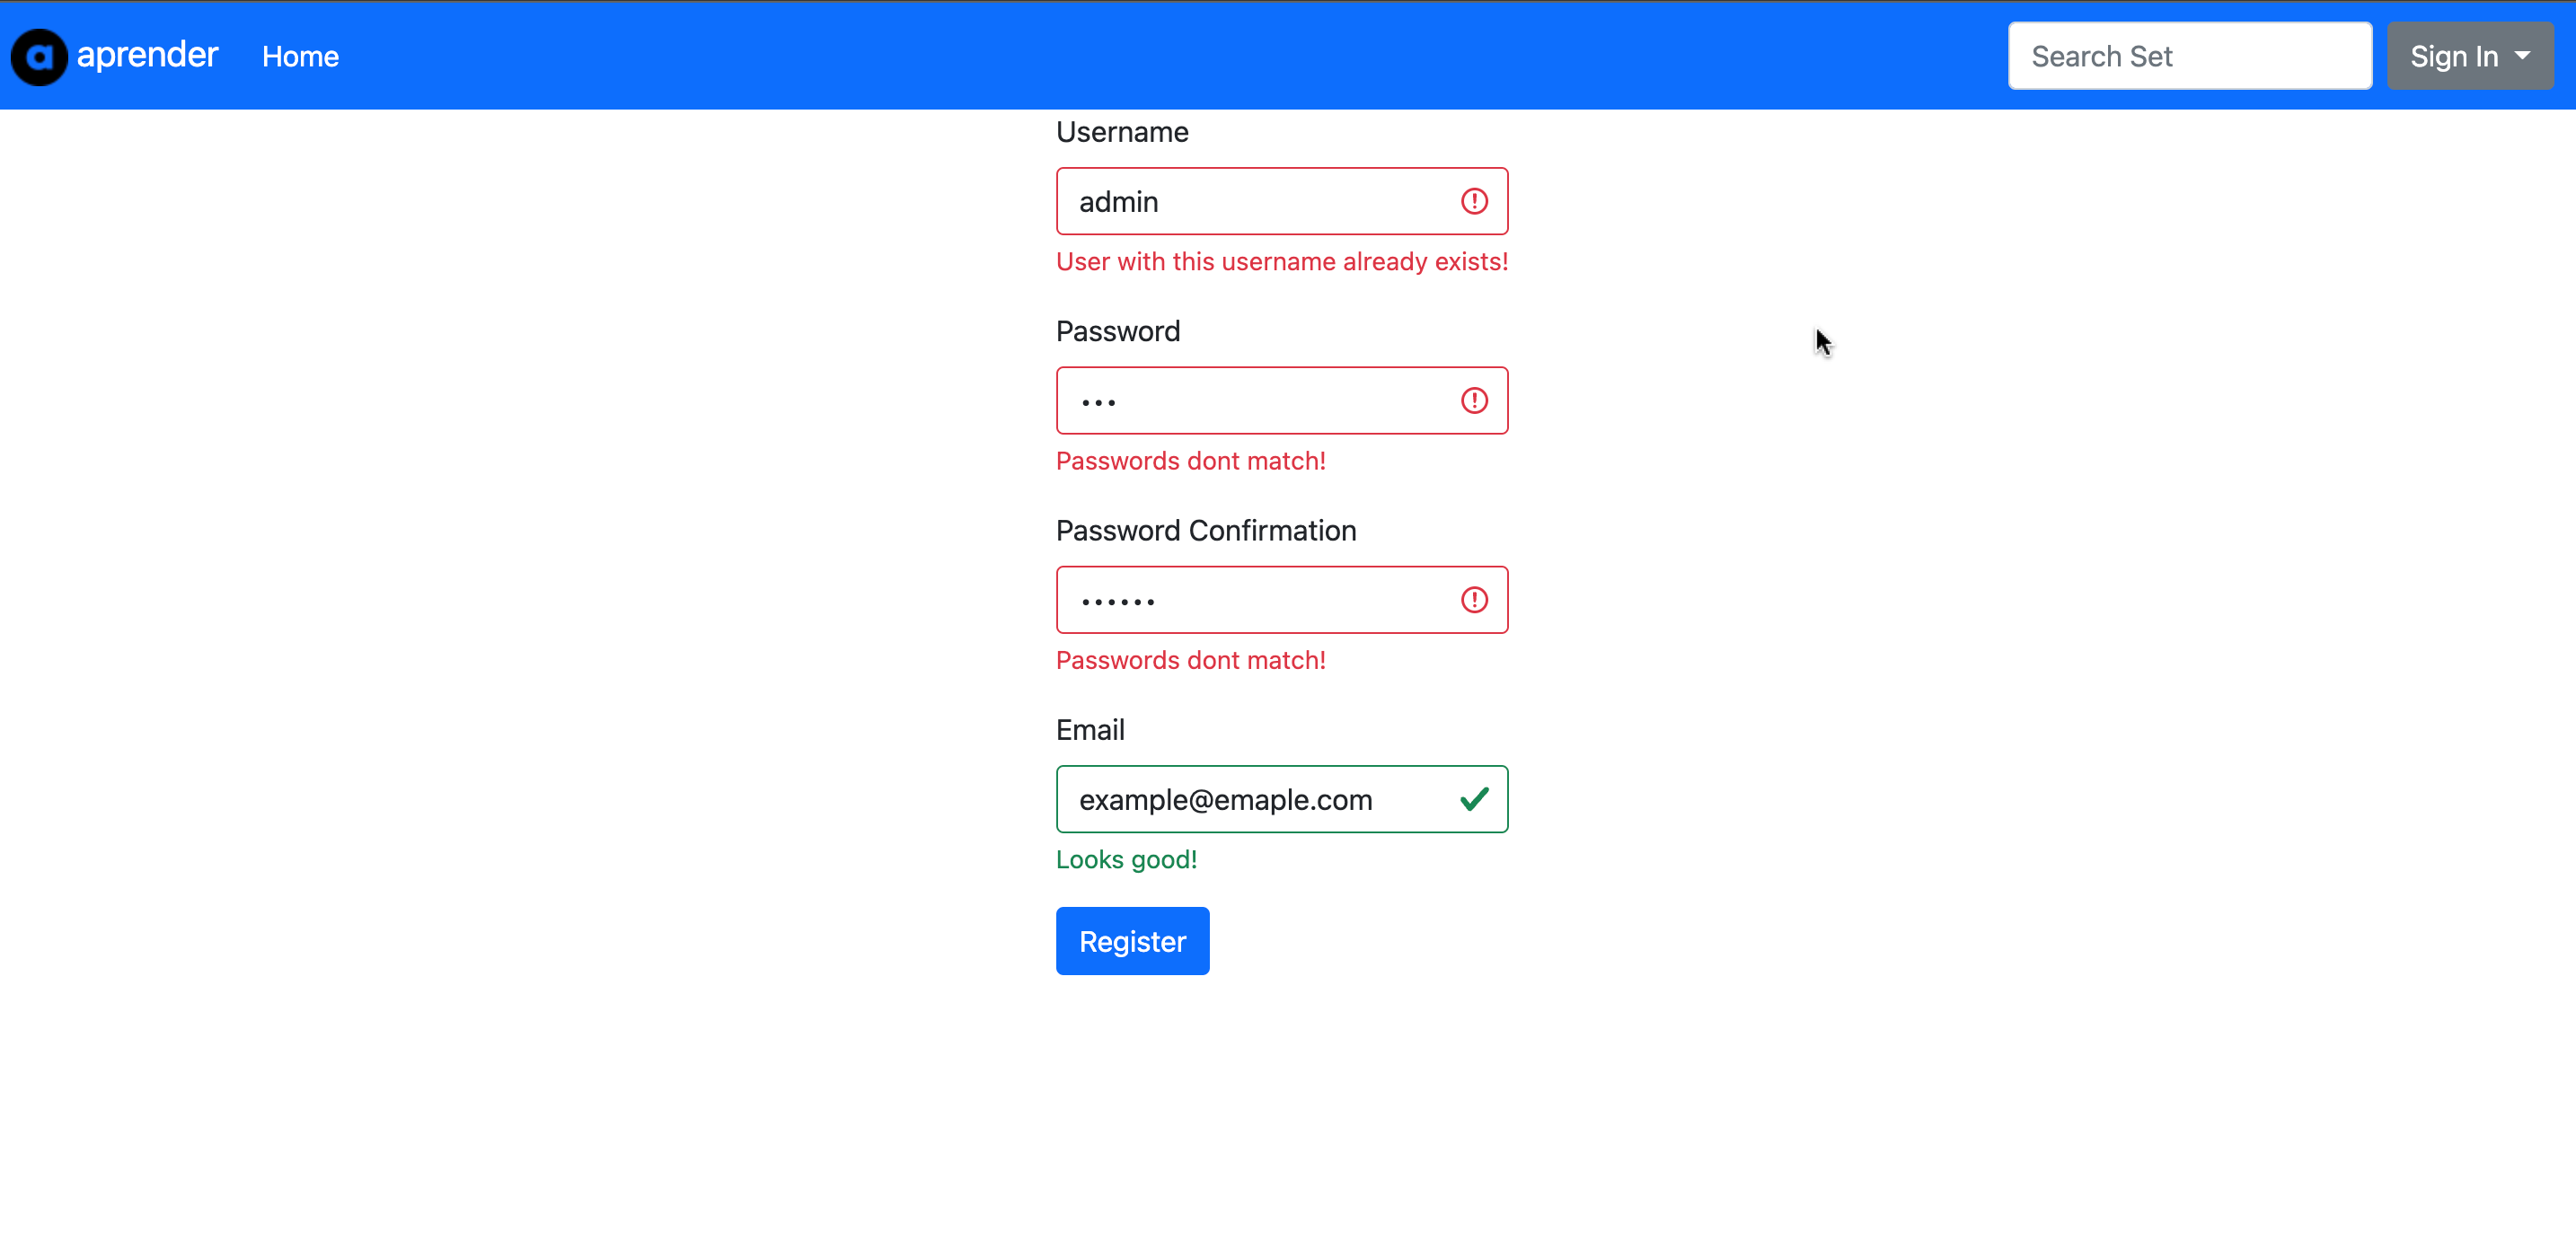 a aprender Home Search Set Sign In
Username
admin
User with this username already exists!
Password
•••
Passwords dont match!
Password Confirmation
••••••
Passwords dont match!
Email
example@emaple.com
Looks good!
Register